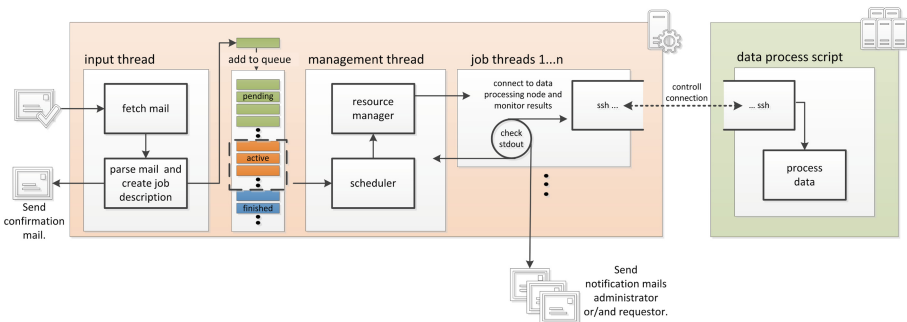 input thread
fetch mail
parse mail and
create job
description
Send
confirmation
mail.
add to queue
pending
active
finished
management thread
resource
manager
scheduler
job threads 1...n
connect to data
processing node and
monitor results
ssh ...
check
stdout
Send
notification mails
administrator
or/and requestor.
controll
connection
data process script
... ssh
process
data